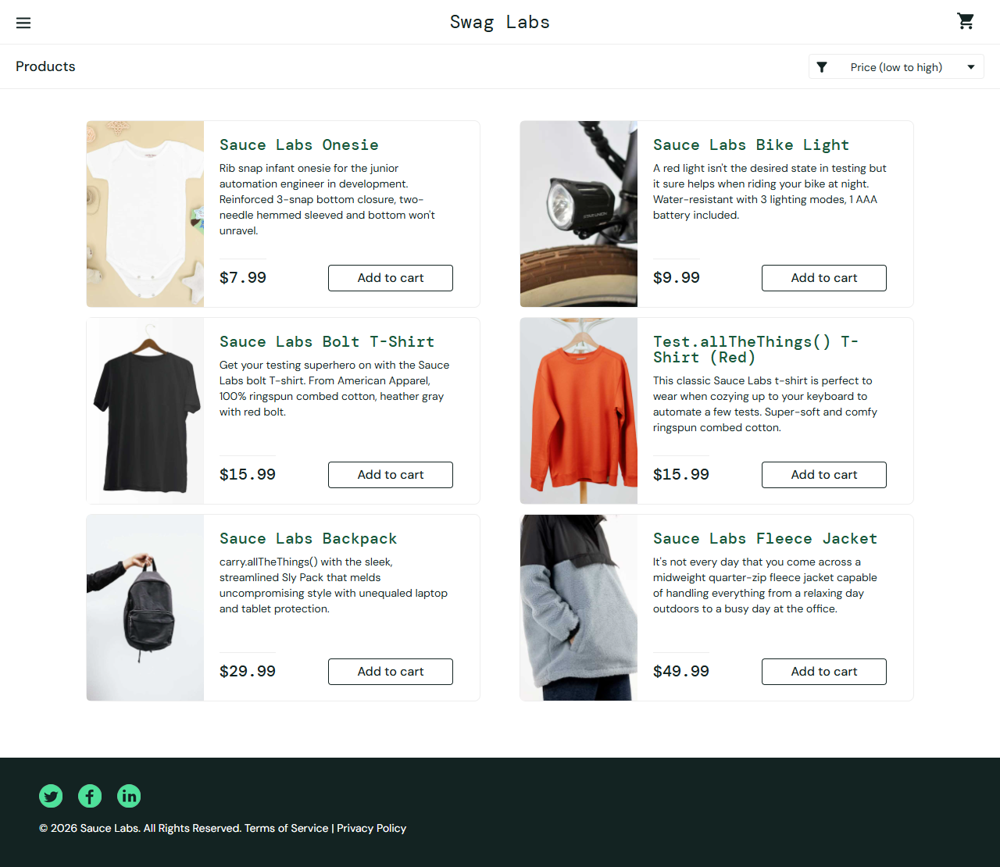 Swag Labs
Products
Price (low to high)
Sauce Labs Onesie
Rib snap infant onesie for the junior
automation engineer in development.
Reinforced 3-snap bottom closure, two-
needle hemmed sleeved and bottom won't
unravel.
$7.99
Add to cart
Sauce Labs Bike Light
A red light isn't the desired state in testing but
it sure helps when riding your bike at night.
Water-resistant with 3 lighting modes, 1 AAA
battery included.
$9.99
Add to cart
Sauce Labs Bolt T-Shirt
Get your testing superhero on with the Sauce
Labs bolt T-shirt. From American Apparel,
100% ringspun combed cotton, heather gray
with red bolt.
$15.99
Add to cart
Test.allTheThings() T-
Shirt (Red)
This classic Sauce Labs t-shirt is perfect to
wear when cozying up to your keyboard to
automate a few tests. Super-soft and comfy
ringspun combed cotton.
$15.99
Add to cart
Sauce Labs Backpack
carry.allTheThings() with the sleek,
streamlined Sly Pack that melds
uncompromising style with unequaled laptop
and tablet protection.
$29.99
Add to cart
Sauce Labs Fleece Jacket
It's not every day that you come across a
midweight quarter-zip fleece jacket capable
of handling everything from a relaxing day
outdoors to a busy day at the office.
$49.99
Add to cart
© 2026 Sauce Labs. All Rights Reserved. Terms of Service | Privacy Policy